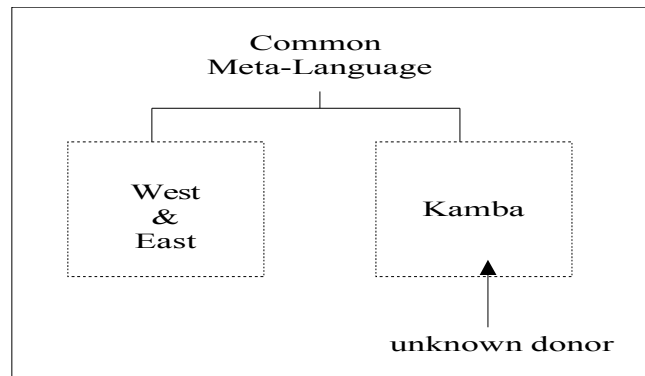 Common
Meta-Language
West
&
East
Kamba
unknown donor